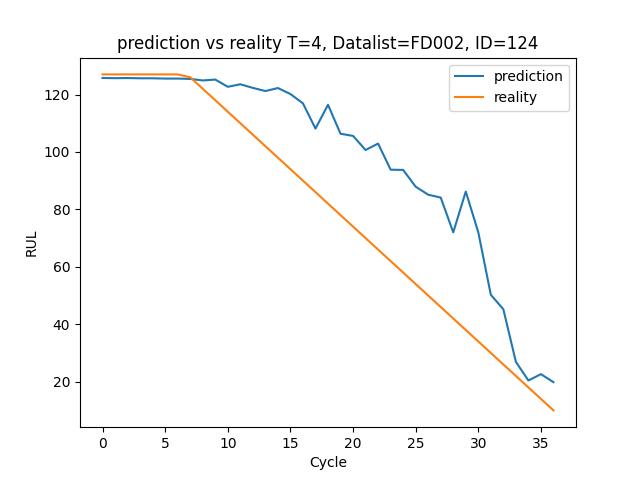 prediction vs reality T=4, Datalist=FD002, ID=124
prediction
reality
120
100
80
60
40
20
RUL
0 5 10 15 20 25 30 35
Cycle